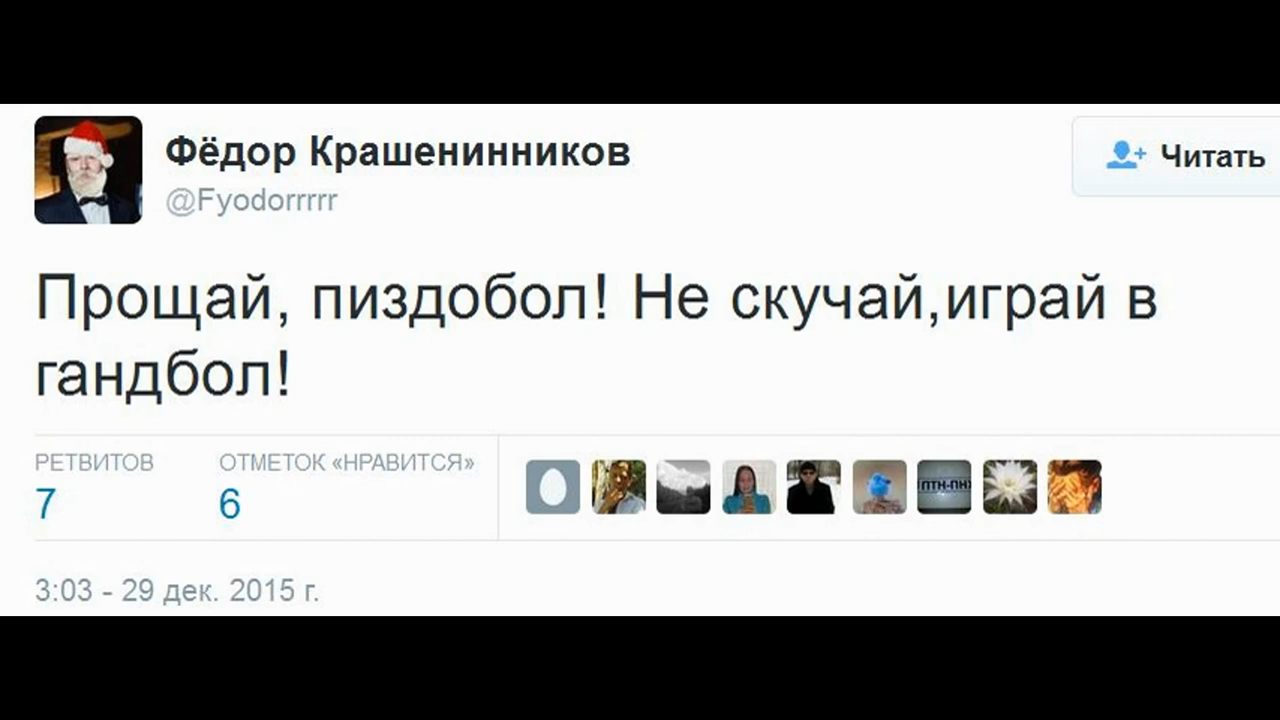 Фёдор Крашенинников
@Fyodorrrrr
Читать
Прощай, пиздобол! Не скучай,играй в
гандбол!
РЕТВИТОВ
7
ОТМЕТОК «НРАВИТСЯ»
6
ПТН-ПН
3:03 - 29 дек. 2015 г.